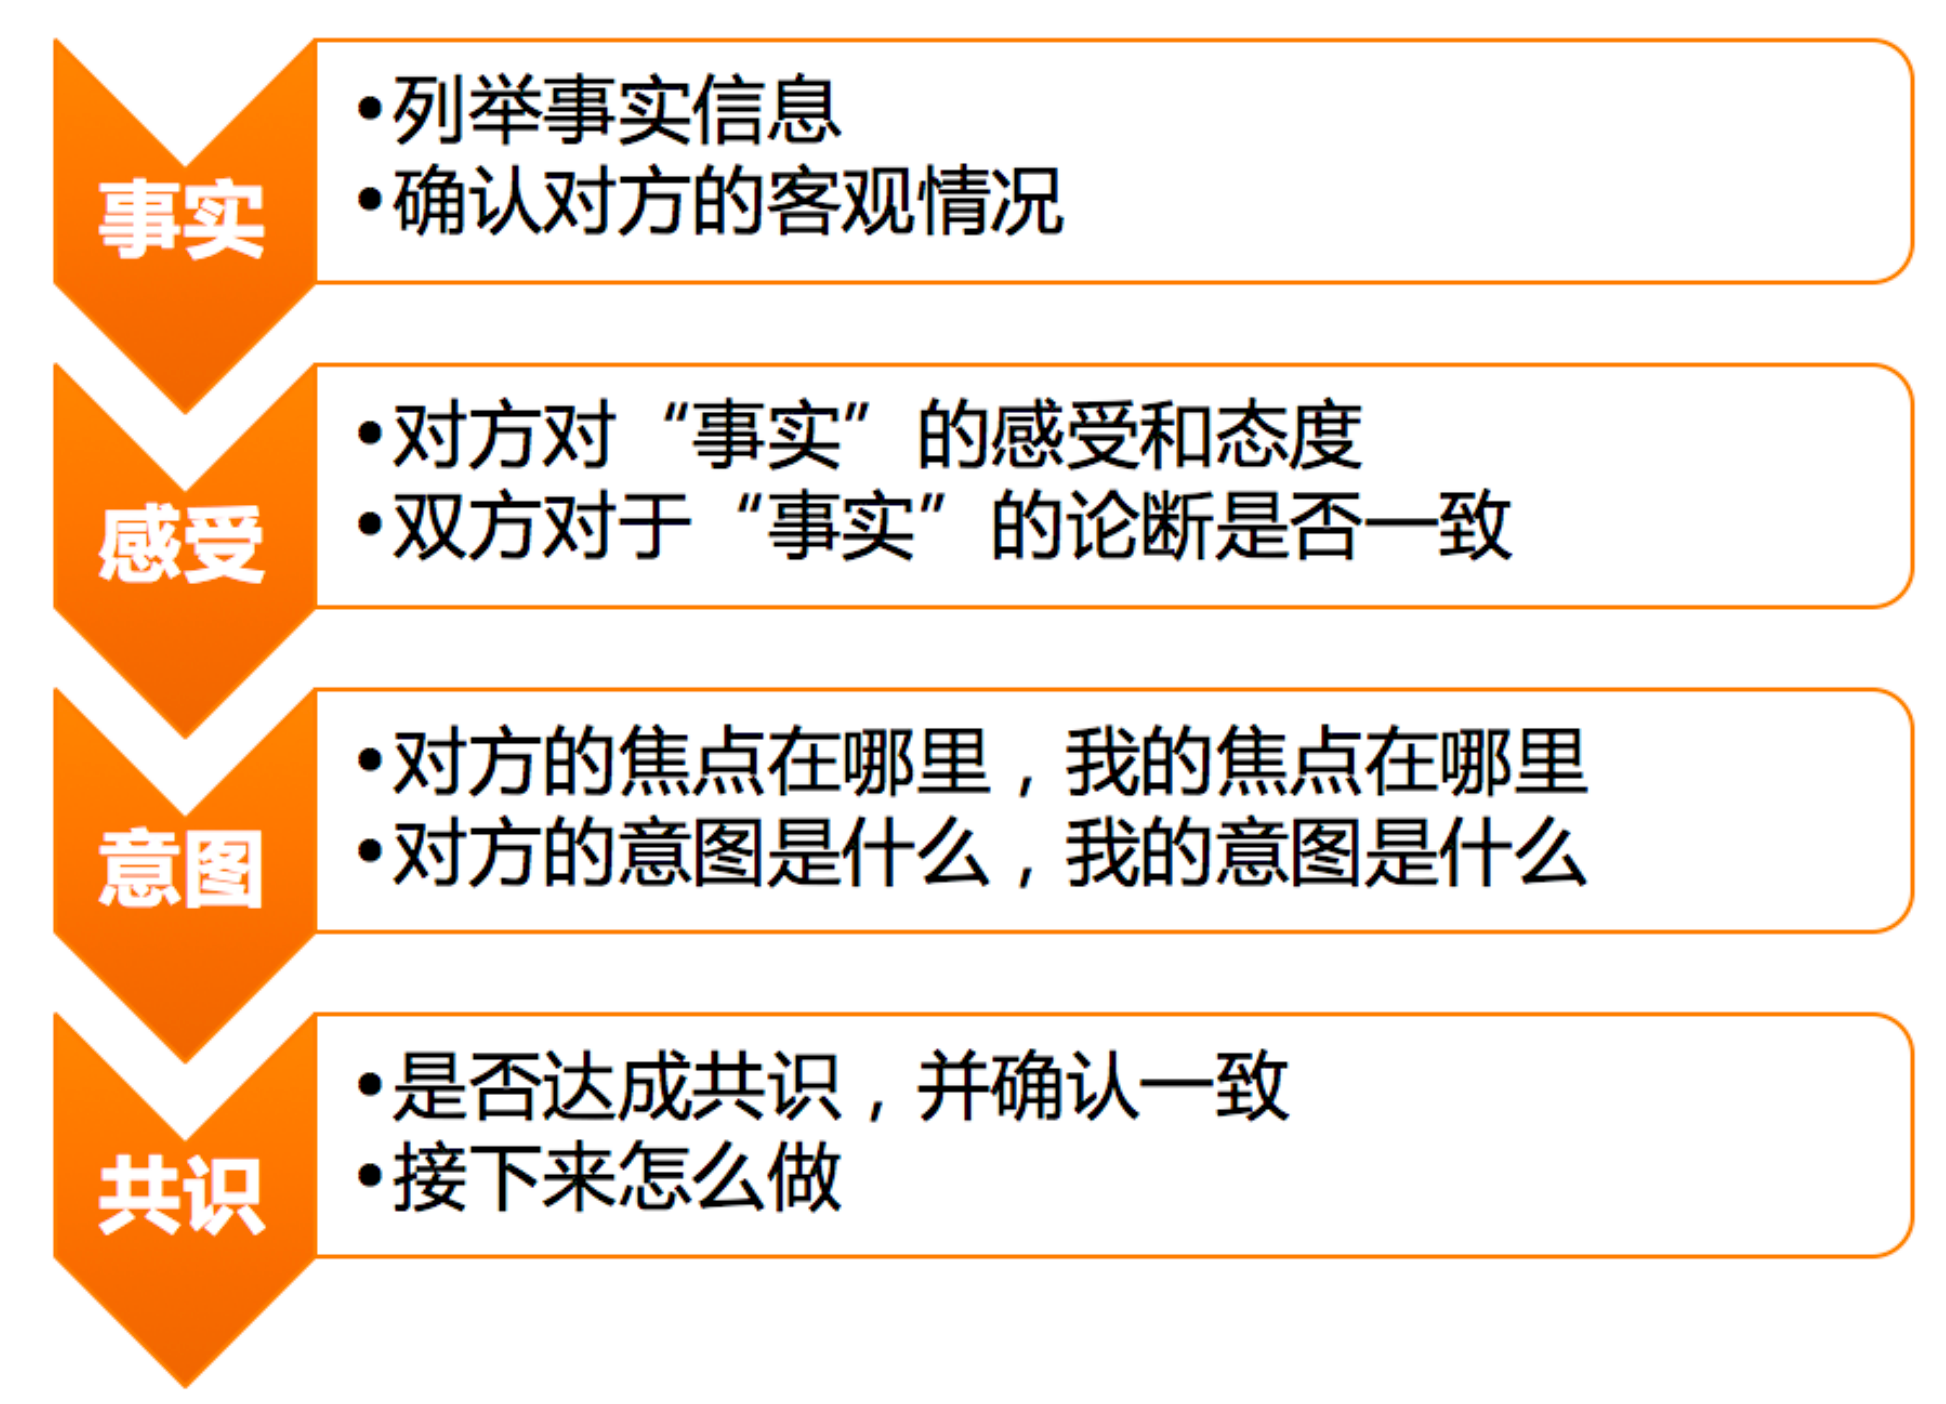 事实
•列举事实信息
•确认对方的客观情况
感受
•对方对“事实”的感受和态度
•双方对于“事实”的论断是否一致
意图
•对方的焦点在哪里，我的焦点在哪里
•对方的意图是什么，我的意图是什么
共识
•是否达成共识，并确认一致
•接下来怎么做